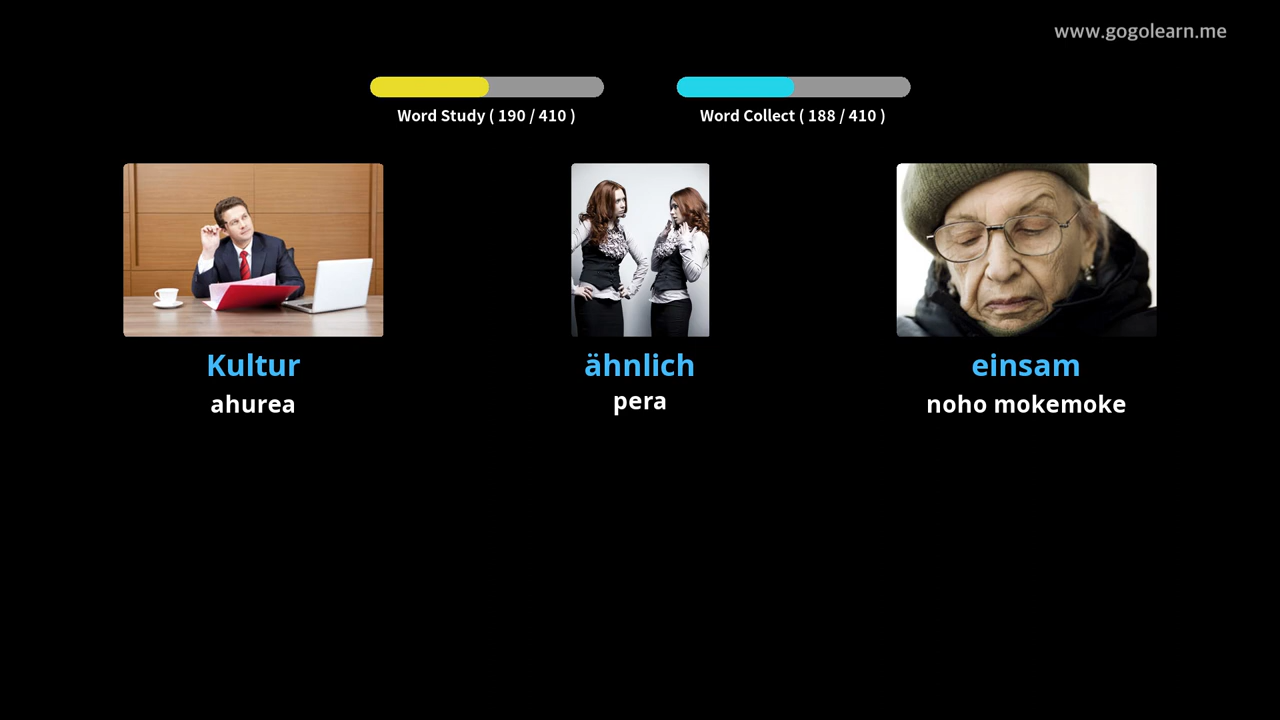 www.gogolearn.me
Word Study ( 190 / 410 )
Word Collect ( 188 / 410 )
Kultur
ahurea
ähnlich
pera
einsam
noho mokemoke